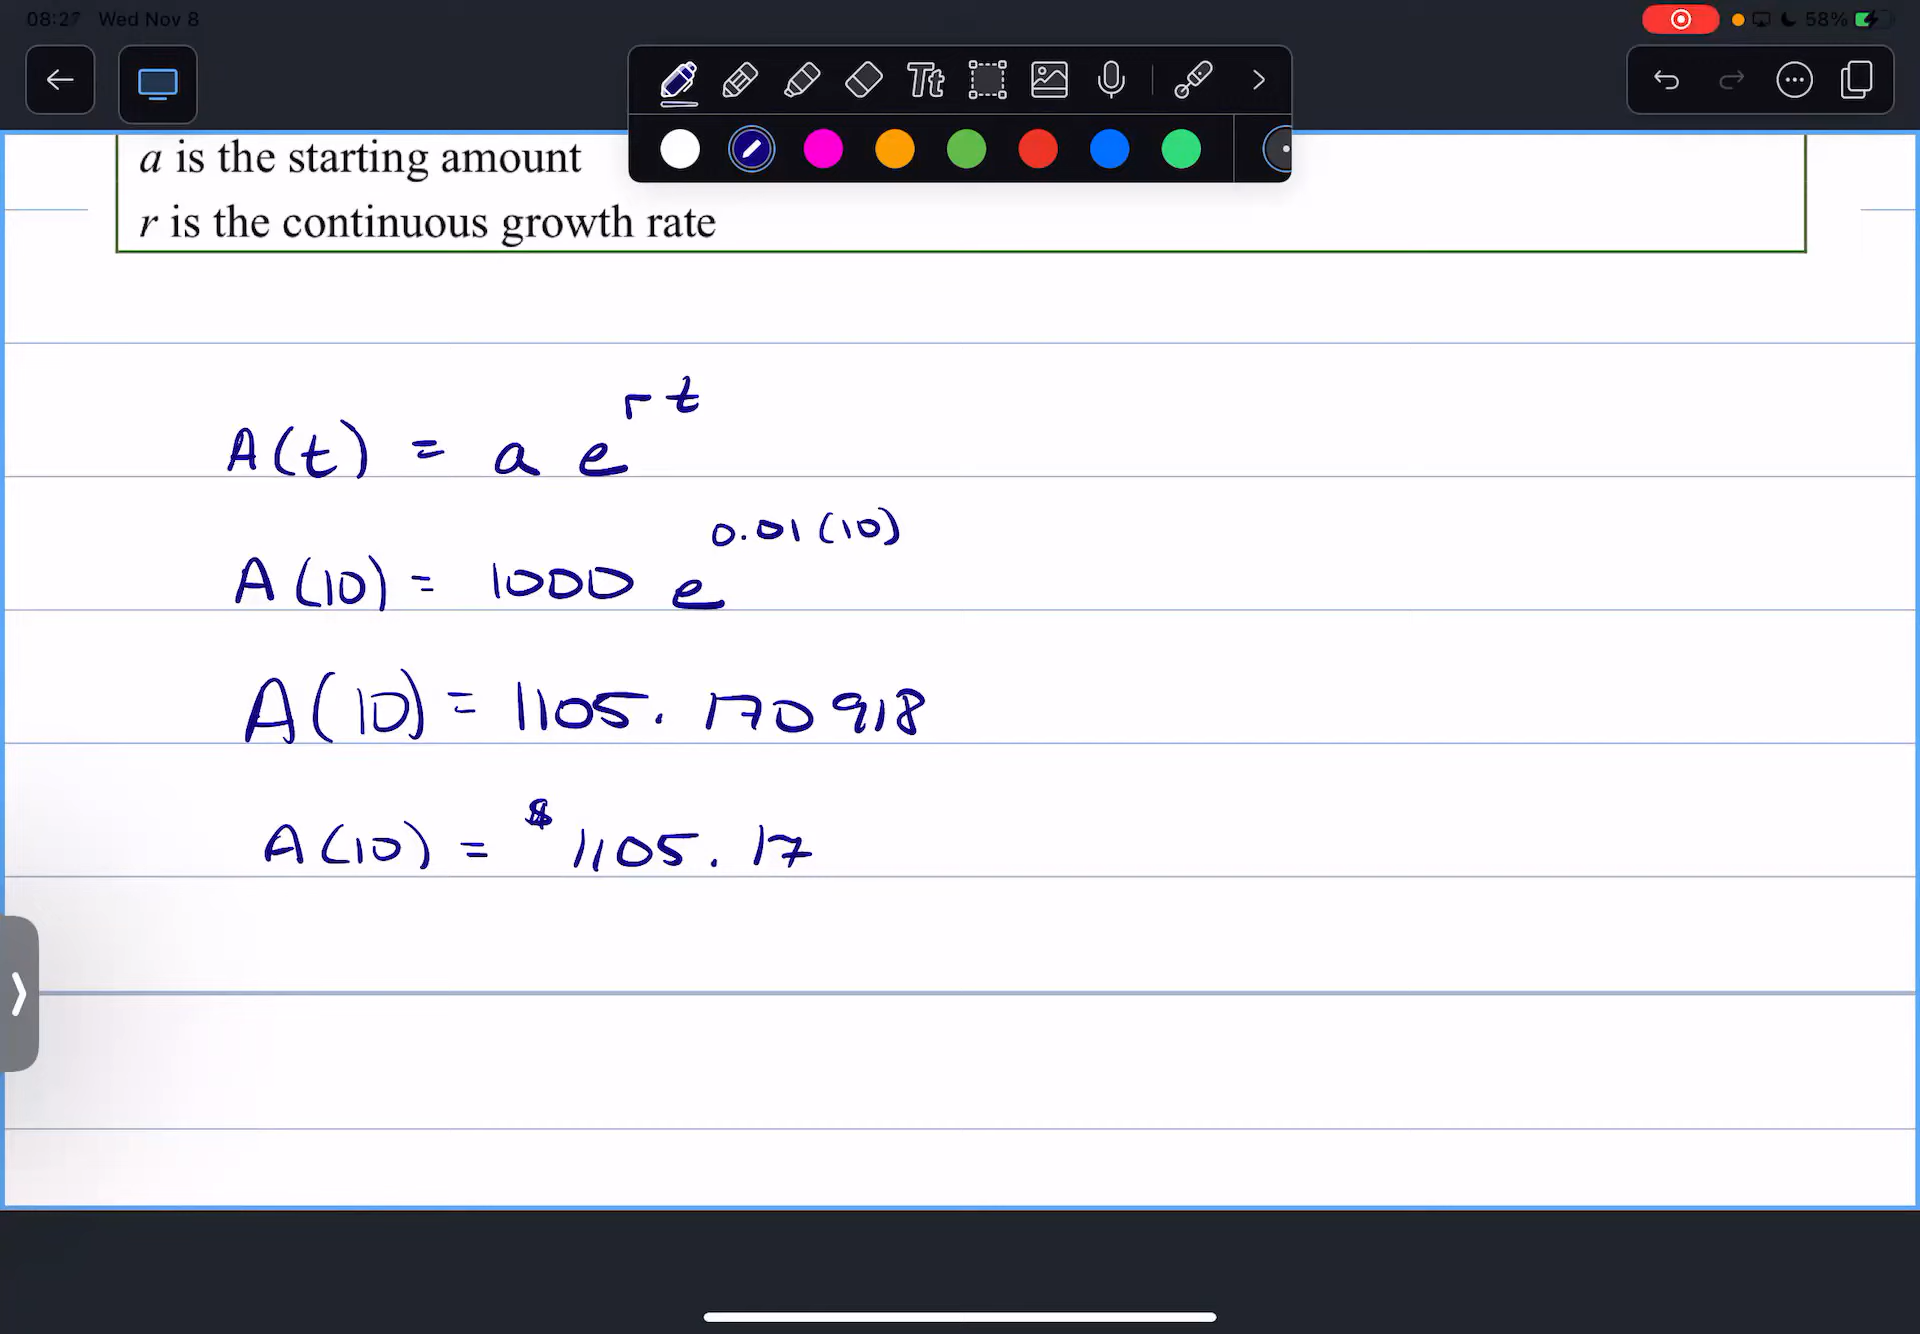 08:27 Wed Nov 8
58%
Tt
a is the starting amount
r is the continuous growth rate
A(t) = a e^{rt}
A(10) = 1000 e^{0.01(10)}
A(10) = 1105.170918
A(10) = $1105.17